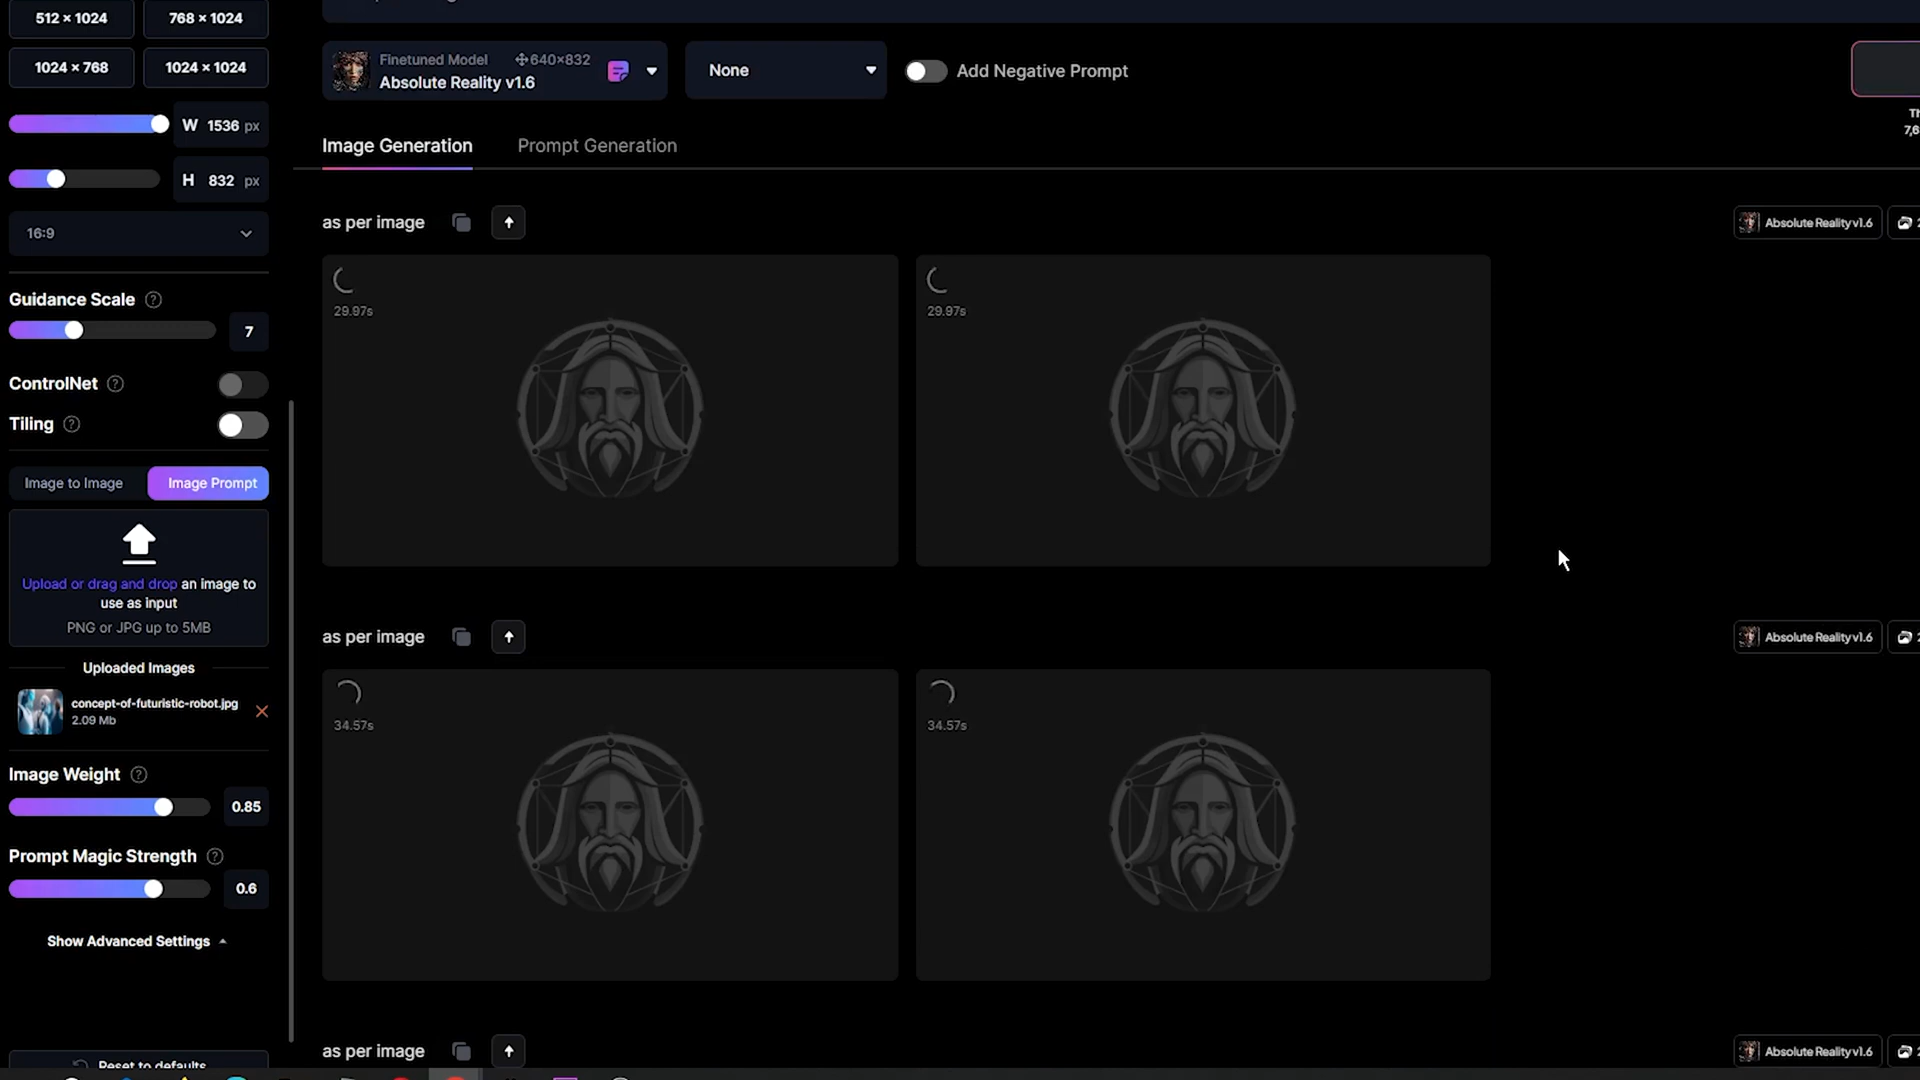 512 × 1024
768 × 1024
1024 × 768
1024 × 1024
W 1536 px
H 832 px
16:9
Guidance Scale ?
7
ControlNet ?
Tiling ?
Image to Image
Image Prompt
Upload or drag and drop an image to
use as input
PNG or JPG up to 5MB
Uploaded Images
concept-of-futuristic-robot.jpg
2.09 Mb
Image Weight ?
0.85
Prompt Magic Strength ?
0.6
Show Advanced Settings
Reset to defaults
Finetuned Model 640×832
Absolute Reality v1.6
None
Add Negative Prompt
Image Generation
Prompt Generation
as per image
Absolute Reality v1.6
29.97s
29.97s
as per image
Absolute Reality v1.6
34.57s
34.57s
as per image
Absolute Reality v1.6